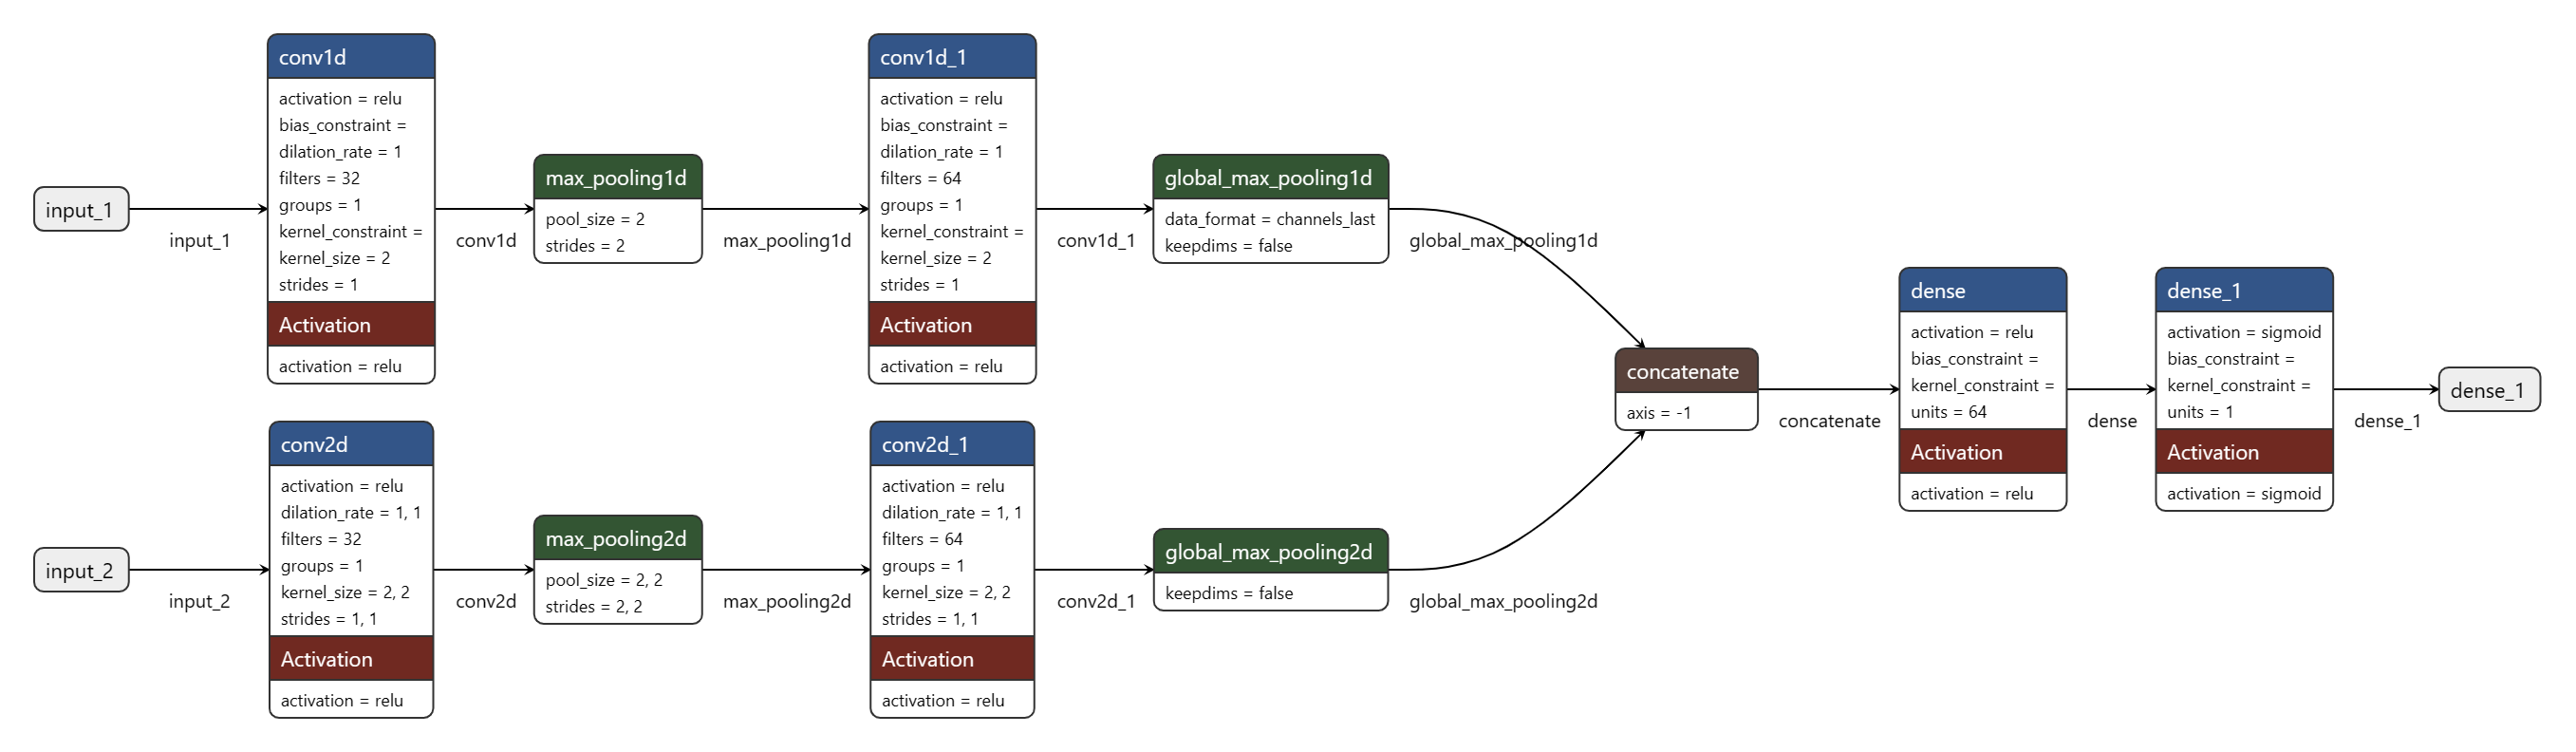 input_1
input_1
conv1d
activation = relu
bias_constraint =
dilation_rate = 1
filters = 32
groups = 1
kernel_constraint =
kernel_size = 2
strides = 1
Activation
activation = relu
conv1d
max_pooling1d
pool_size = 2
strides = 2
max_pooling1d
conv1d_1
activation = relu
bias_constraint =
dilation_rate = 1
filters = 64
groups = 1
kernel_constraint =
kernel_size = 2
strides = 1
Activation
activation = relu
conv1d_1
global_max_pooling1d
data_format = channels_last
keepdims = false
global_max_pooling1d
input_2
input_2
conv2d
activation = relu
dilation_rate = 1, 1
filters = 32
groups = 1
kernel_size = 2, 2
strides = 1, 1
Activation
activation = relu
conv2d
max_pooling2d
pool_size = 2, 2
strides = 2, 2
max_pooling2d
conv2d_1
activation = relu
dilation_rate = 1, 1
filters = 64
groups = 1
kernel_size = 2, 2
strides = 1, 1
Activation
activation = relu
conv2d_1
global_max_pooling2d
keepdims = false
global_max_pooling2d
concatenate
axis = -1
concatenate
dense
activation = relu
bias_constraint =
kernel_constraint =
units = 64
Activation
activation = relu
dense
dense_1
activation = sigmoid
bias_constraint =
kernel_constraint =
units = 1
Activation
activation = sigmoid
dense_1
dense_1